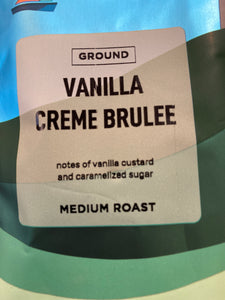 GROUND
VANILLA
CREME BRULEE
notes of vanilla custard
and caramelized sugar
MEDIUM ROAST